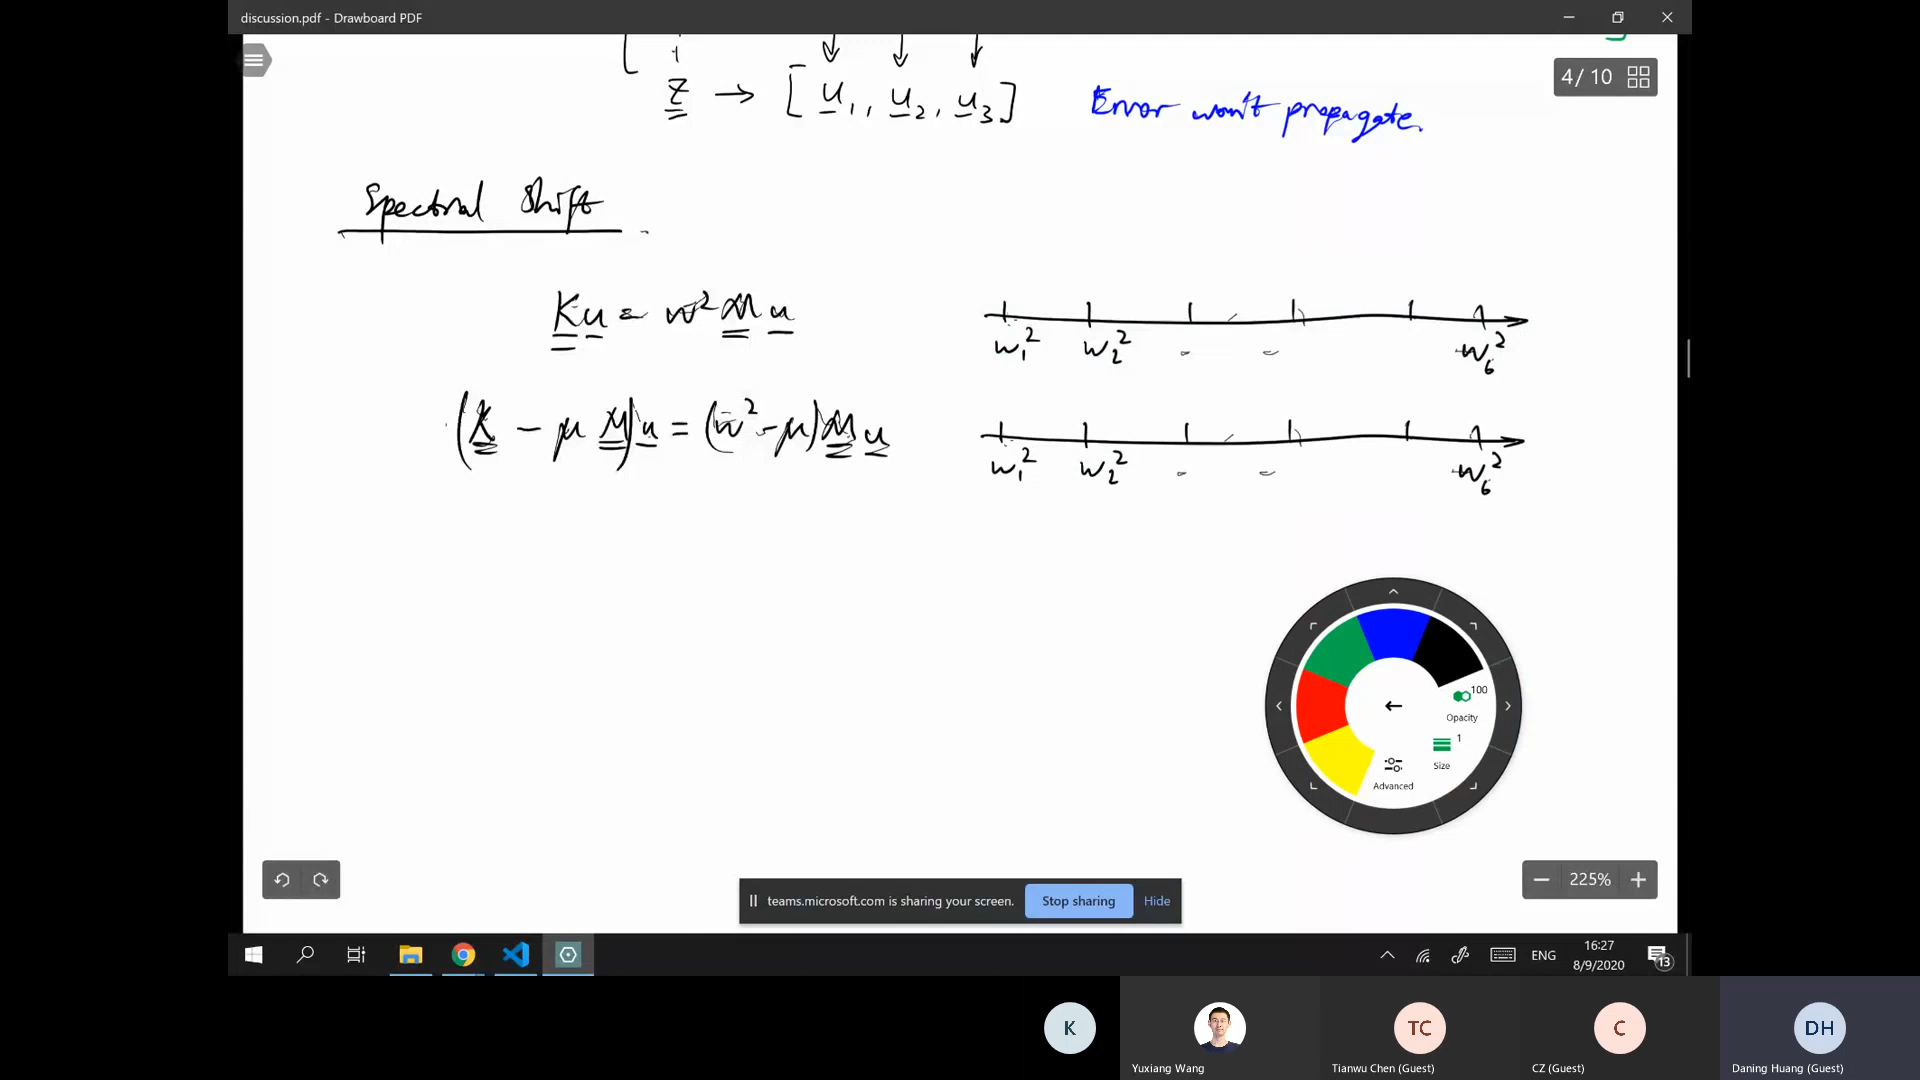 discussion.pdf - Drawboard PDF
4 / 10
z → [u₁, u₂, u₃]
Error won't propagate.
Spectral Shift
Ku = w² M u
w₁² w₂² - - w₆²
(K - μ M) u = (w² - μ) M u
w₁² w₂² - - w₆²
100
Opacity
1
Size
Advanced
225%
teams.microsoft.com is sharing your screen. Stop sharing Hide
ENG
16:27
8/9/2020
13
K
TC
C
DH
Yuxiang Wang
Tianwu Chen (Guest)
CZ (Guest)
Daning Huang (Guest)